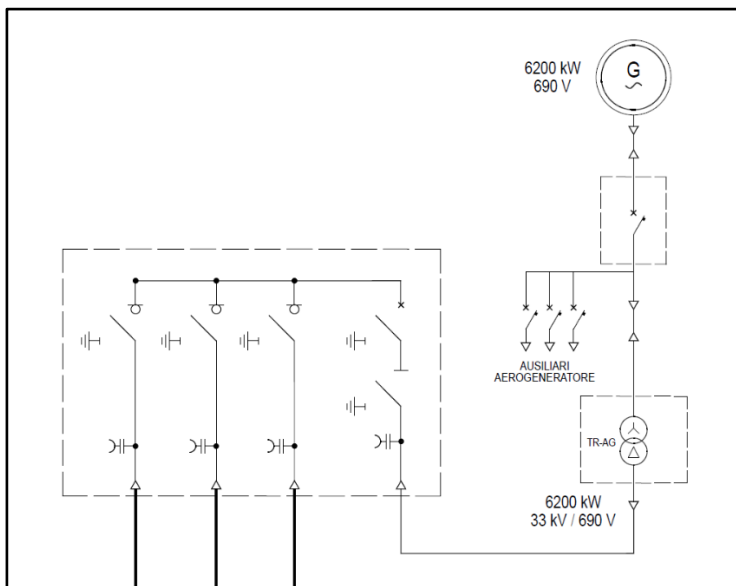 6200 kW
690 V
G
AUSILIARI
AEROGENERATORE
TR-AG
6200 kW
33 kV / 690 V